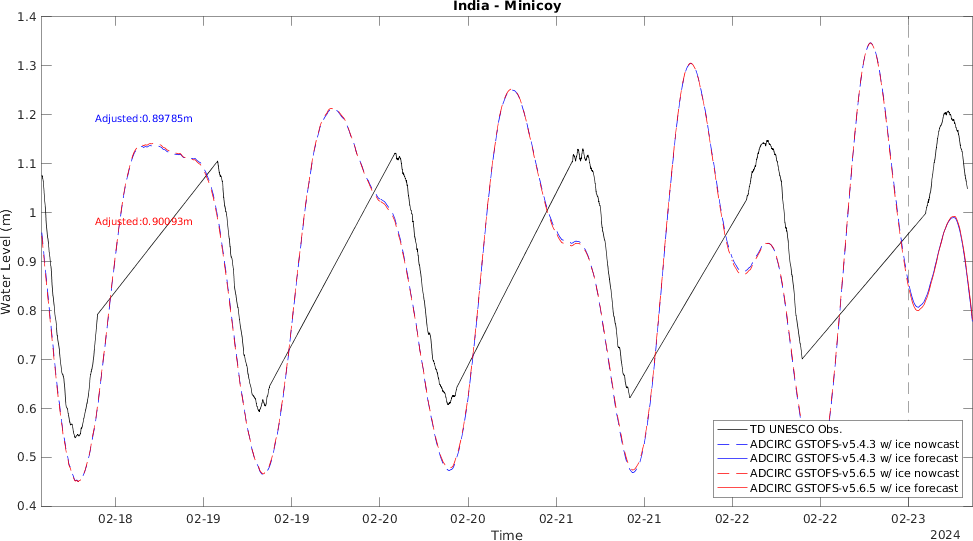 India - Minicoy
1.4
1.3
1.2
1.1
1
0.9
0.8
0.7
0.6
0.5
0.4
Water Level (m)
Adjusted:0.89785m
Adjusted:0.90093m
TD UNESCO Obs.
ADCIRC GSTOFS-v5.4.3 w/ ice nowcast
ADCIRC GSTOFS-v5.4.3 w/ ice forecast
ADCIRC GSTOFS-v5.6.5 w/ ice nowcast
ADCIRC GSTOFS-v5.6.5 w/ ice forecast
02-18 02-19 02-19 02-20 02-20 02-21 02-21 02-22 02-22 02-23
Time
2024